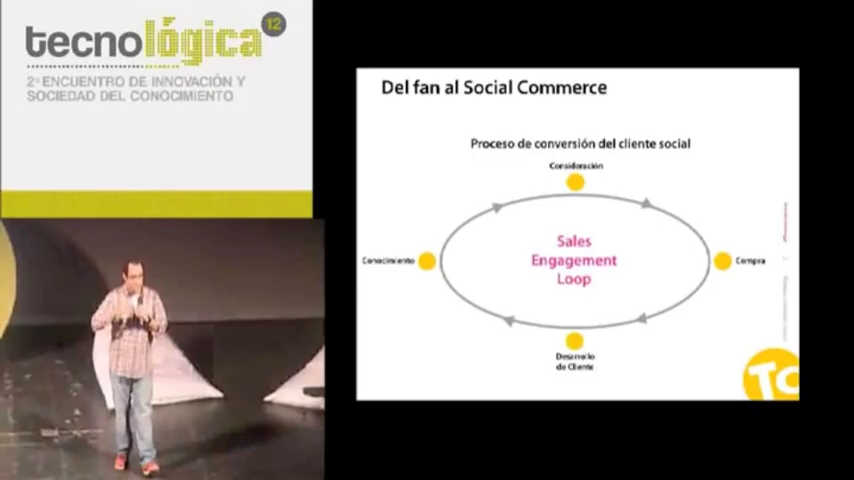 tecnológica 12
2º ENCUENTRO DE INNOVACIÓN Y
SOCIEDAD DEL CONOCIMIENTO
Del fan al Social Commerce
Proceso de conversión del cliente social
Consideración
Conocimiento
Sales
Engagement
Loop
Compra
Desarrollo
de Cliente
TC